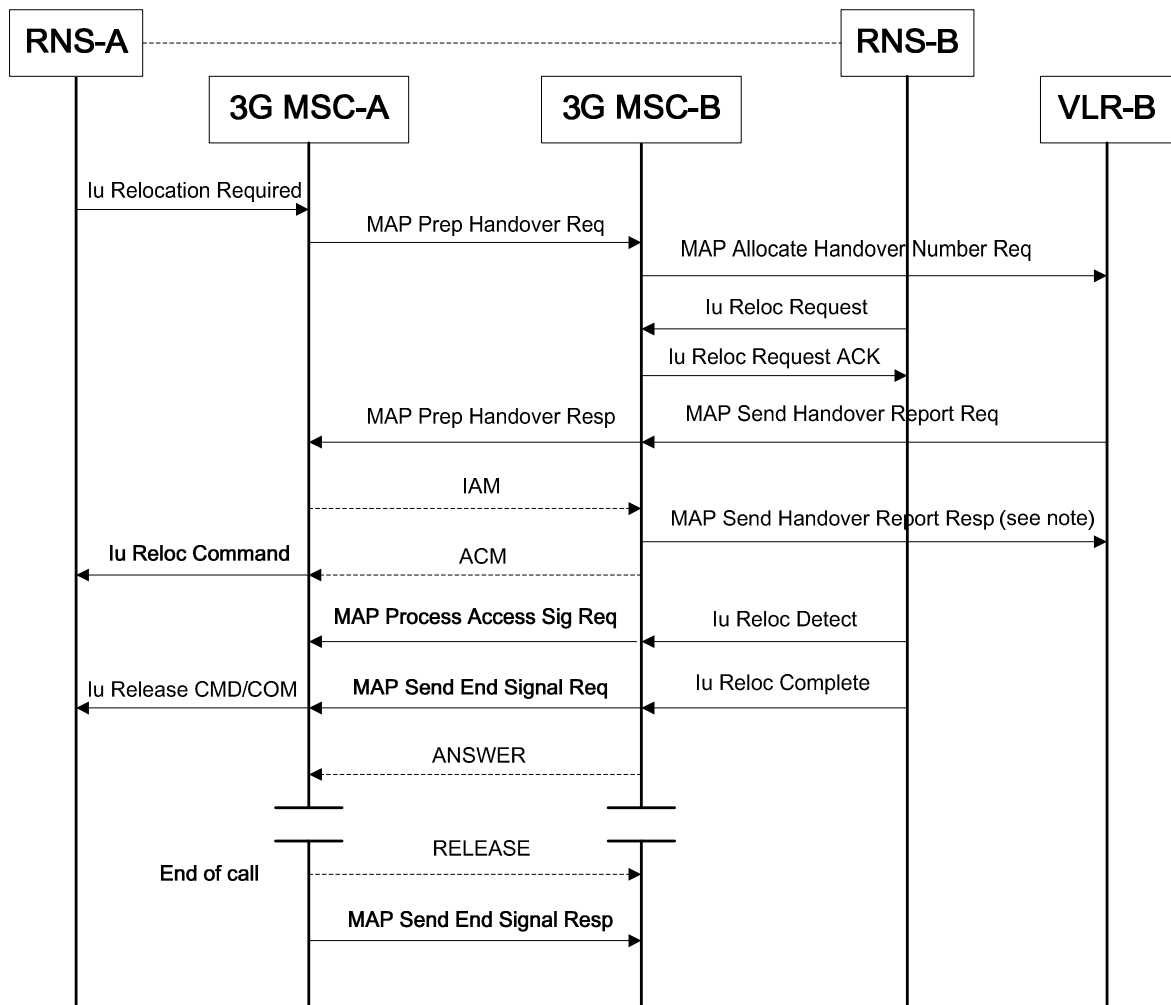 RNS-A
RNS-B
3G MSC-A
3G MSC-B
VLR-B
Iu Relocation Required
MAP Prep Handover Req
MAP Allocate Handover Number Req
Iu Reloc Request
Iu Reloc Request ACK
MAP Prep Handover Resp
MAP Send Handover Report Req
IAM
MAP Send Handover Report Resp (see note)
Iu Reloc Command
ACM
MAP Process Access Sig Req
Iu Reloc Detect
Iu Release CMD/COM
MAP Send End Signal Req
Iu Reloc Complete
ANSWER
RELEASE
End of call
MAP Send End Signal Resp